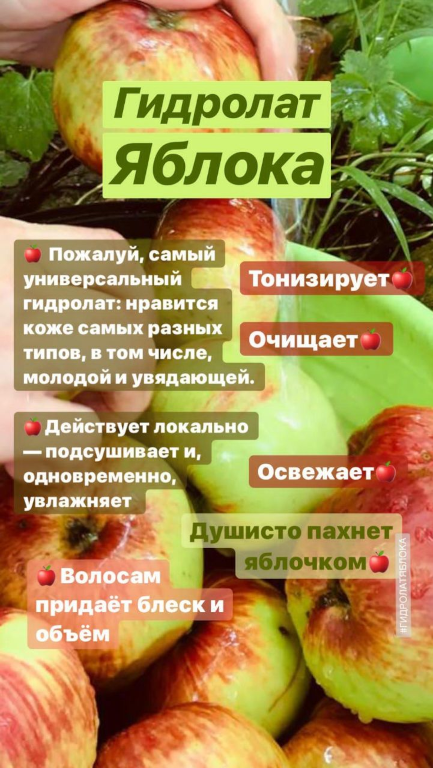 Гидролат
Яблока
🍎 Пожалуй, самый
универсальный
гидролат: нравится
коже самых разных
типов, в том числе,
молодой и увядающей.
Тонизирует🍎
Очищает🍎
🍎Действует локально
— подсушивает и,
одновременно,
увлажняет
Освежает🍎
Душисто пахнет
яблочком🍎
🍎Волосам
придаёт блеск и
объём
#ГИДРОЛАТЯБЛОКА